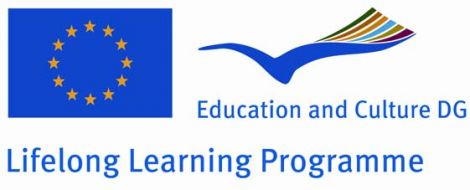 Education and Culture DG
Lifelong Learning Programme